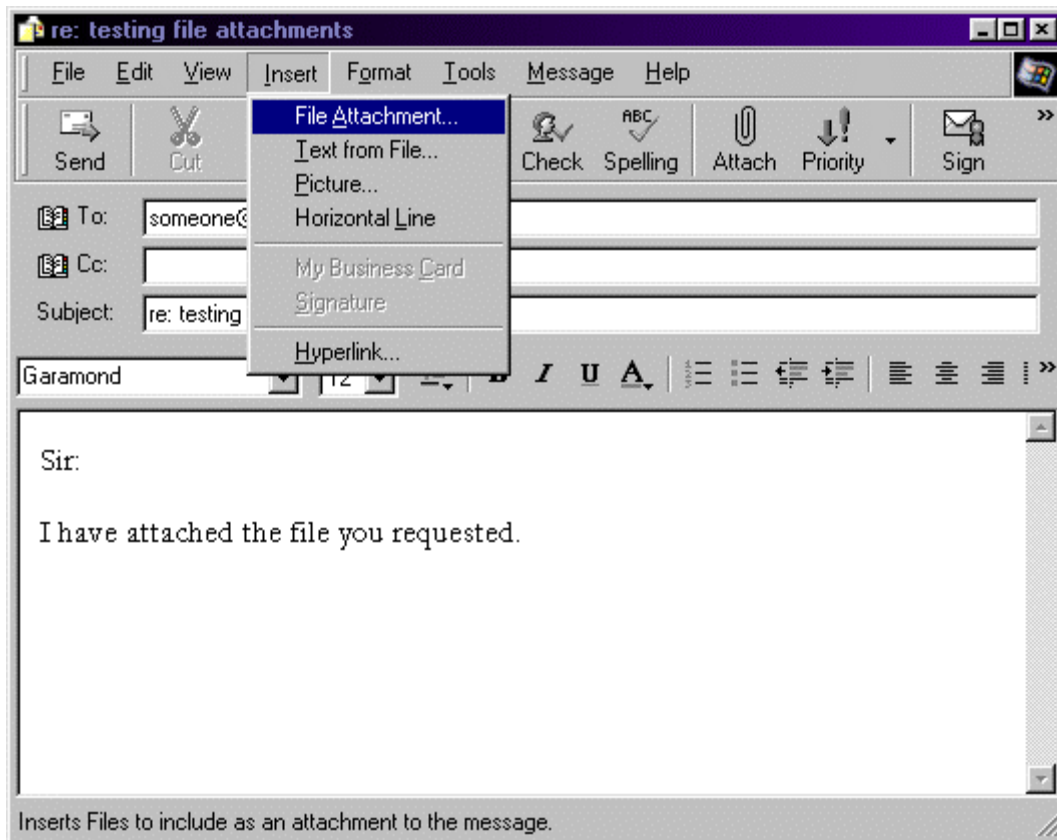 re: testing file attachments
File Edit View Insert Format Tools Message Help
Send Cut Check Spelling Attach Priority Sign
ABC
File Attachment...
Text from File...
Picture...
Horizontal Line
My Business Card
Signature
Hyperlink...
To: someone@
Cc:
Subject: re: testing
Garamond 12 B I U A
Sir:
I have attached the file you requested.
Inserts Files to include as an attachment to the message.